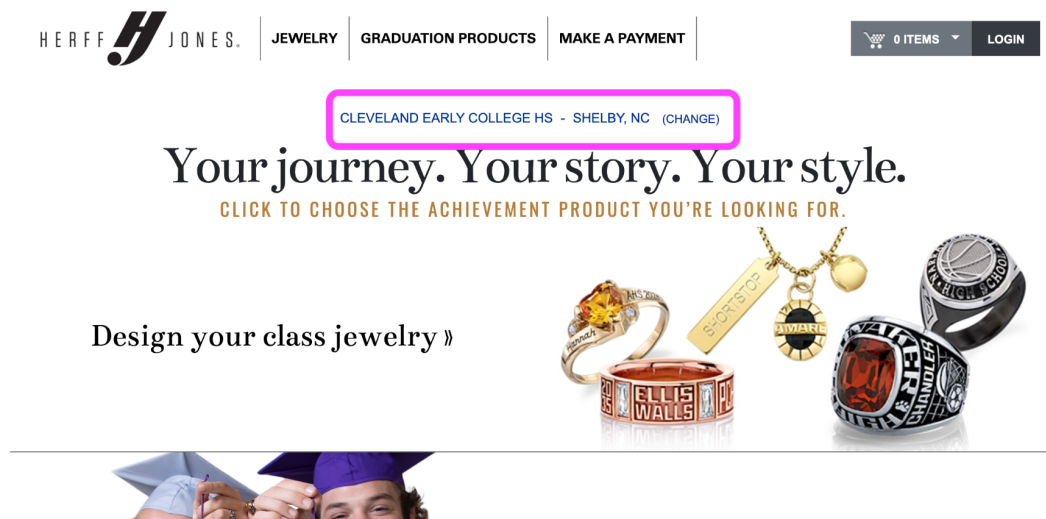 HERFF JONES.
JEWELRY
GRADUATION PRODUCTS
MAKE A PAYMENT
0 ITEMS
LOGIN
CLEVELAND EARLY COLLEGE HS - SHELBY, NC (CHANGE)
Your journey. Your story. Your style.
CLICK TO CHOOSE THE ACHIEVEMENT PRODUCT YOU'RE LOOKING FOR.
Design your class jewelry »
Hannah
SHORTSTOP
AMARE
HIGH SCHOOL
ELLIS
WALLS
CHANDLER